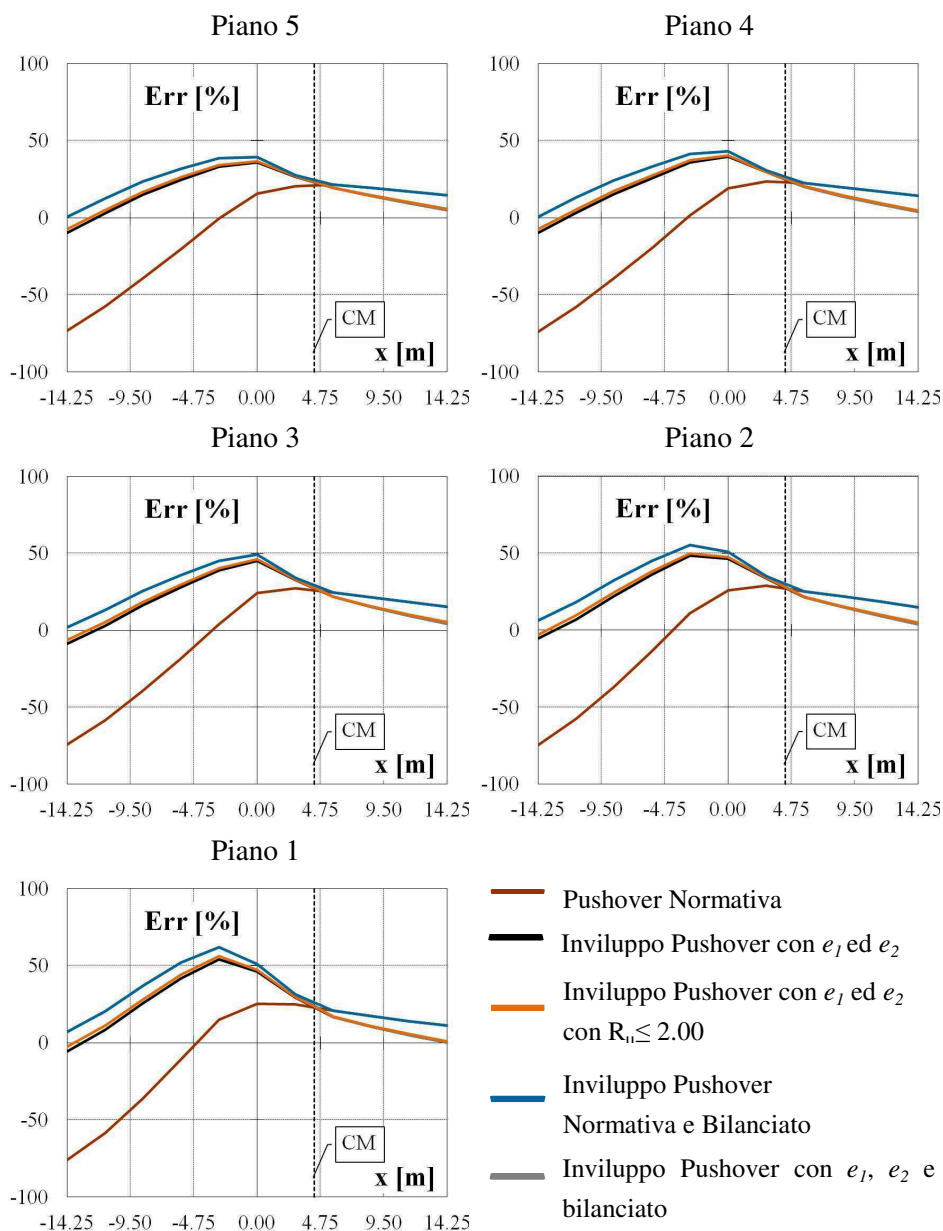 Piano 5
Piano 4
100
50
0
-50
-100
Err [%]
CM
x [m]
-14.25 -9.50 -4.75 0.00 4.75 9.50 14.25
100
50
0
-50
-100
Err [%]
CM
x [m]
-14.25 -9.50 -4.75 0.00 4.75 9.50 14.25
Piano 3
Piano 2
100
50
0
-50
-100
Err [%]
CM
x [m]
-14.25 -9.50 -4.75 0.00 4.75 9.50 14.25
100
50
0
-50
-100
Err [%]
CM
x [m]
-14.25 -9.50 -4.75 0.00 4.75 9.50 14.25
Piano 1
100
50
0
-50
-100
Err [%]
CM
x [m]
-14.25 -9.50 -4.75 0.00 4.75 9.50 14.25
Pushover Normativa
Inviluppo Pushover con e1 ed e2
Inviluppo Pushover con e1 ed e2
con Rμ≤ 2.00
Inviluppo Pushover
Normativa e Bilanciato
Inviluppo Pushover con e1, e2 e
bilanciato